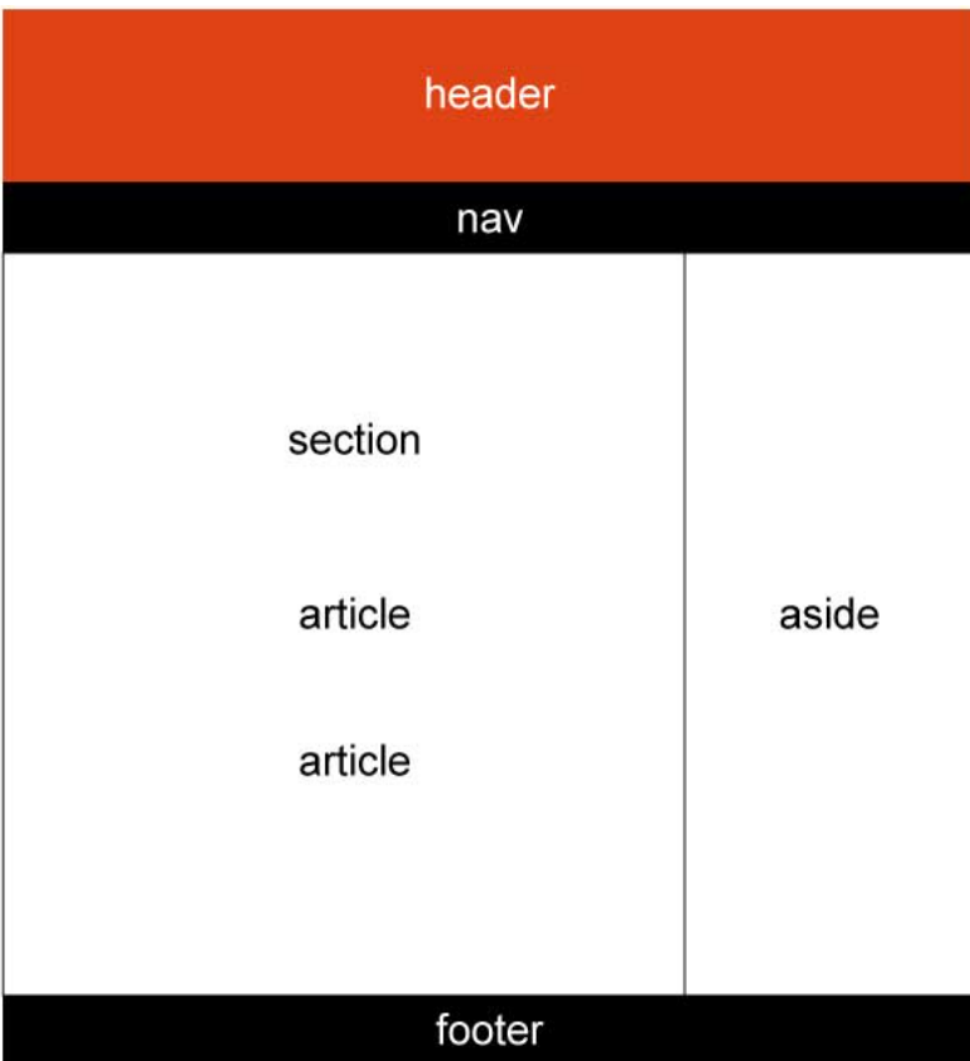 header
nav
section
article
aside
article
footer